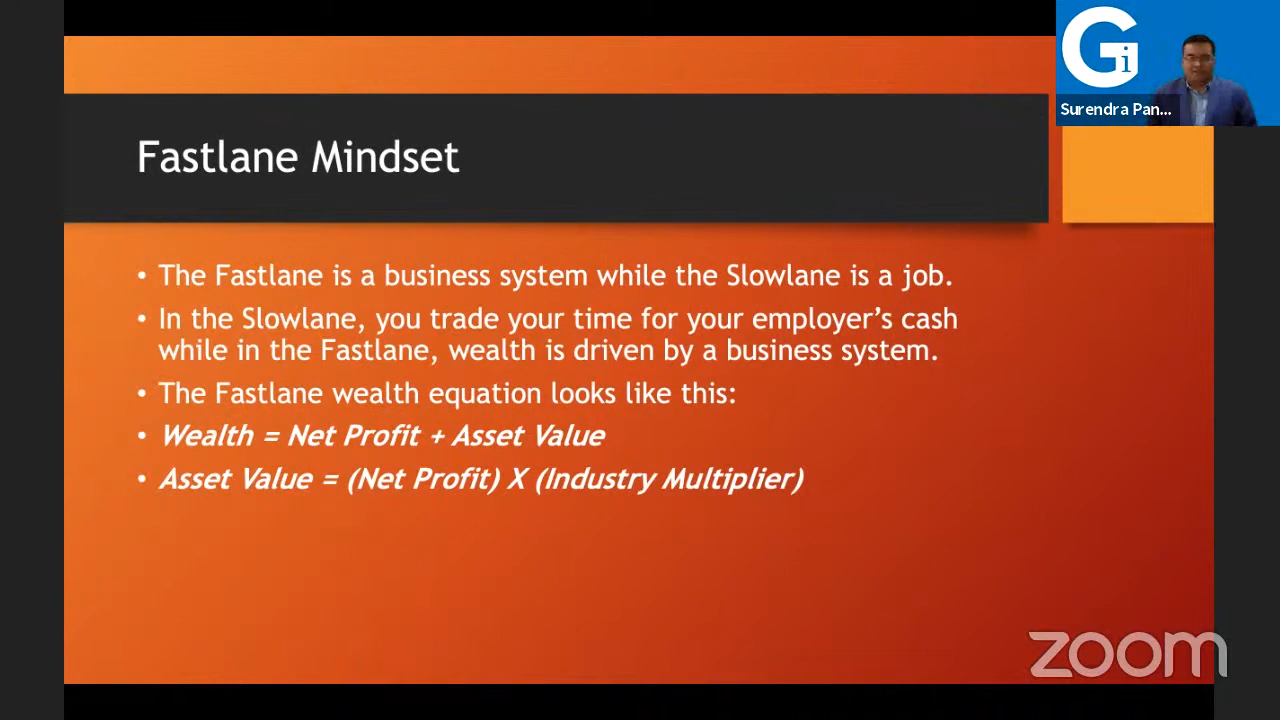 Gi
Surendra Pan...
Fastlane Mindset
• The Fastlane is a business system while the Slowlane is a job.
• In the Slowlane, you trade your time for your employer’s cash
while in the Fastlane, wealth is driven by a business system.
• The Fastlane wealth equation looks like this:
• Wealth = Net Profit + Asset Value
• Asset Value = (Net Profit) X (Industry Multiplier)
zoom